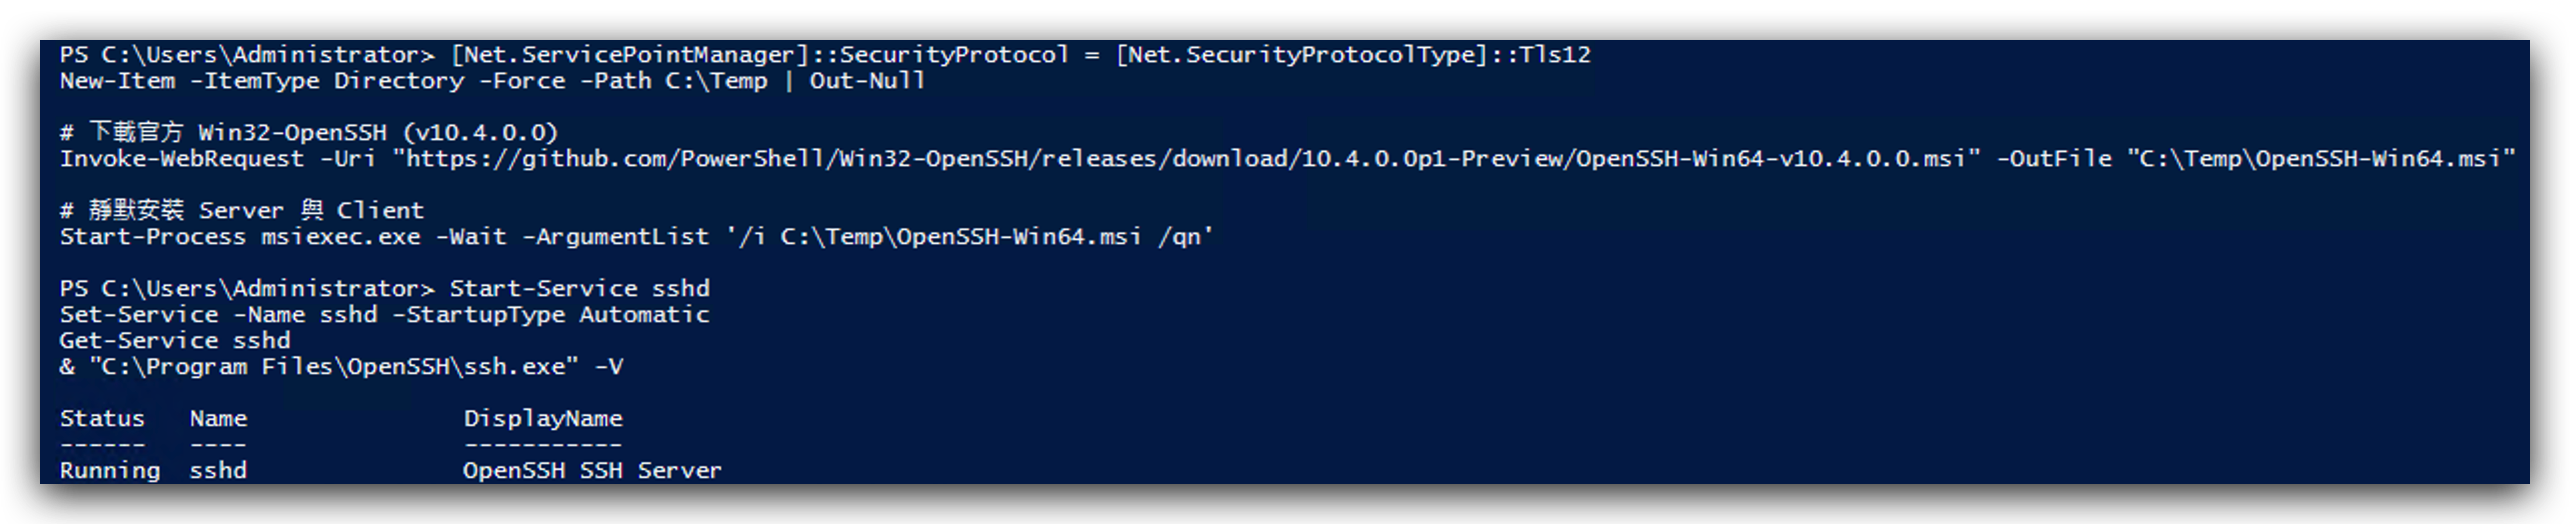 PS C:\Users\Administrator> [Net.ServicePointManager]::SecurityProtocol = [Net.SecurityProtocolType]::Tls12
New-Item -ItemType Directory -Force -Path C:\Temp | Out-Null
# 下載官方 Win32-OpenSSH (v10.4.0.0)
Invoke-WebRequest -Uri "https://github.com/PowerShell/Win32-OpenSSH/releases/download/10.4.0.0p1-Preview/OpenSSH-Win64-v10.4.0.0.msi" -OutFile "C:\Temp\OpenSSH-Win64.msi"
# 靜默安裝 Server 與 Client
Start-Process msiexec.exe -Wait -ArgumentList '/i C:\Temp\OpenSSH-Win64.msi /qn'
PS C:\Users\Administrator> Start-Service sshd
Set-Service -Name sshd -StartupType Automatic
Get-Service sshd
& "C:\Program Files\OpenSSH\ssh.exe" -V
Status   Name               DisplayName
------   ----               -----------
Running  sshd               OpenSSH SSH Server